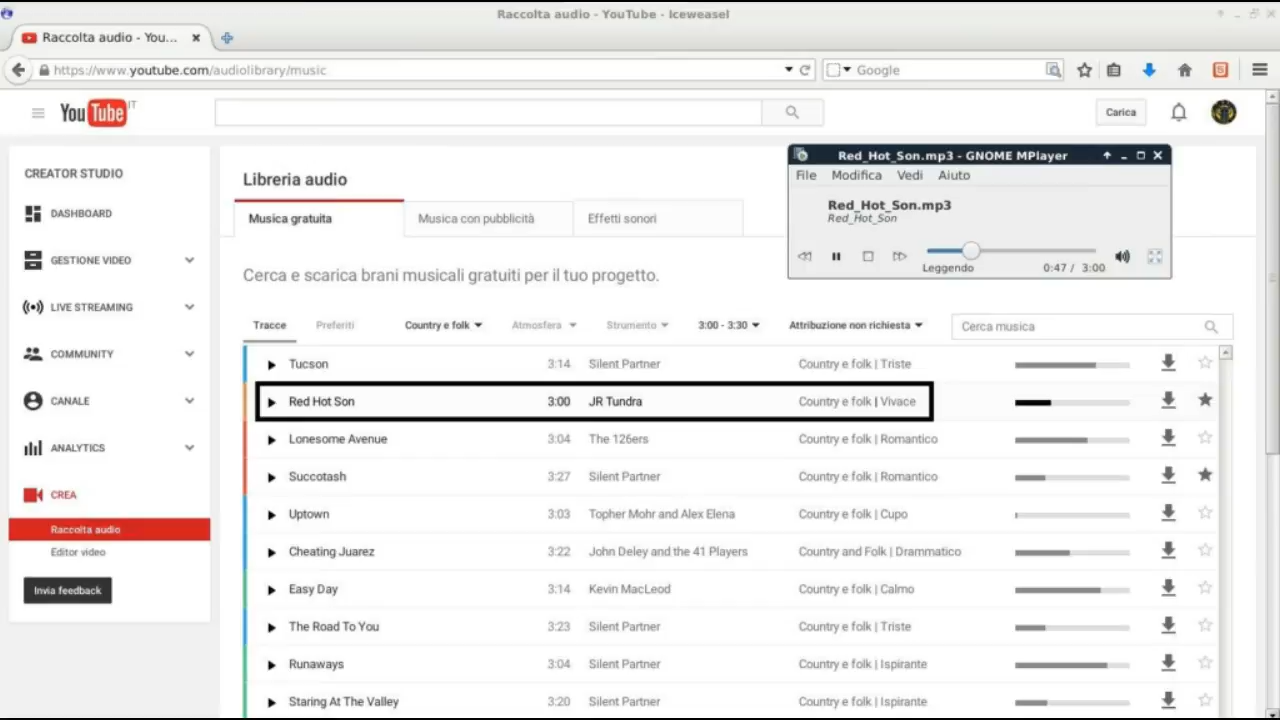 Raccolta audio - YouTube - Iceweasel
Raccolta audio - You...
https://www.youtube.com/audiolibrary/music
Google
YouTube IT
Carica
CREATOR STUDIO
DASHBOARD
GESTIONE VIDEO
LIVE STREAMING
COMMUNITY
CANALE
ANALYTICS
CREA
Raccolta audio
Editor video
Invia feedback
Libreria audio
Musica gratuita Musica con pubblicità Effetti sonori
Cerca e scarica brani musicali gratuiti per il tuo progetto.
Red_Hot_Son.mp3 - GNOME MPlayer
File Modifica Vedi Aiuto
Red_Hot_Son.mp3
Red_Hot_Son
Leggendo 0:47 / 3:00
Tracce Preferiti Country e folk Atmosfera Strumento 3:00 - 3:30 Attribuzione non richiesta Cerca musica
Tucson 3:14 Silent Partner Country e folk | Triste
Red Hot Son 3:00 JR Tundra Country e folk | Vivace
Lonesome Avenue 3:04 The 126ers Country e folk | Romantico
Succotash 3:27 Silent Partner Country e folk | Romantico
Uptown 3:03 Topher Mohr and Alex Elena Country e folk | Cupo
Cheating Juarez 3:22 John Deley and the 41 Players Country and Folk | Drammatico
Easy Day 3:14 Kevin MacLeod Country e folk | Calmo
The Road To You 3:23 Silent Partner Country e folk | Triste
Runaways 3:04 Silent Partner Country e folk | Ispirante
Staring At The Valley 3:20 Silent Partner Country e folk | Ispirante